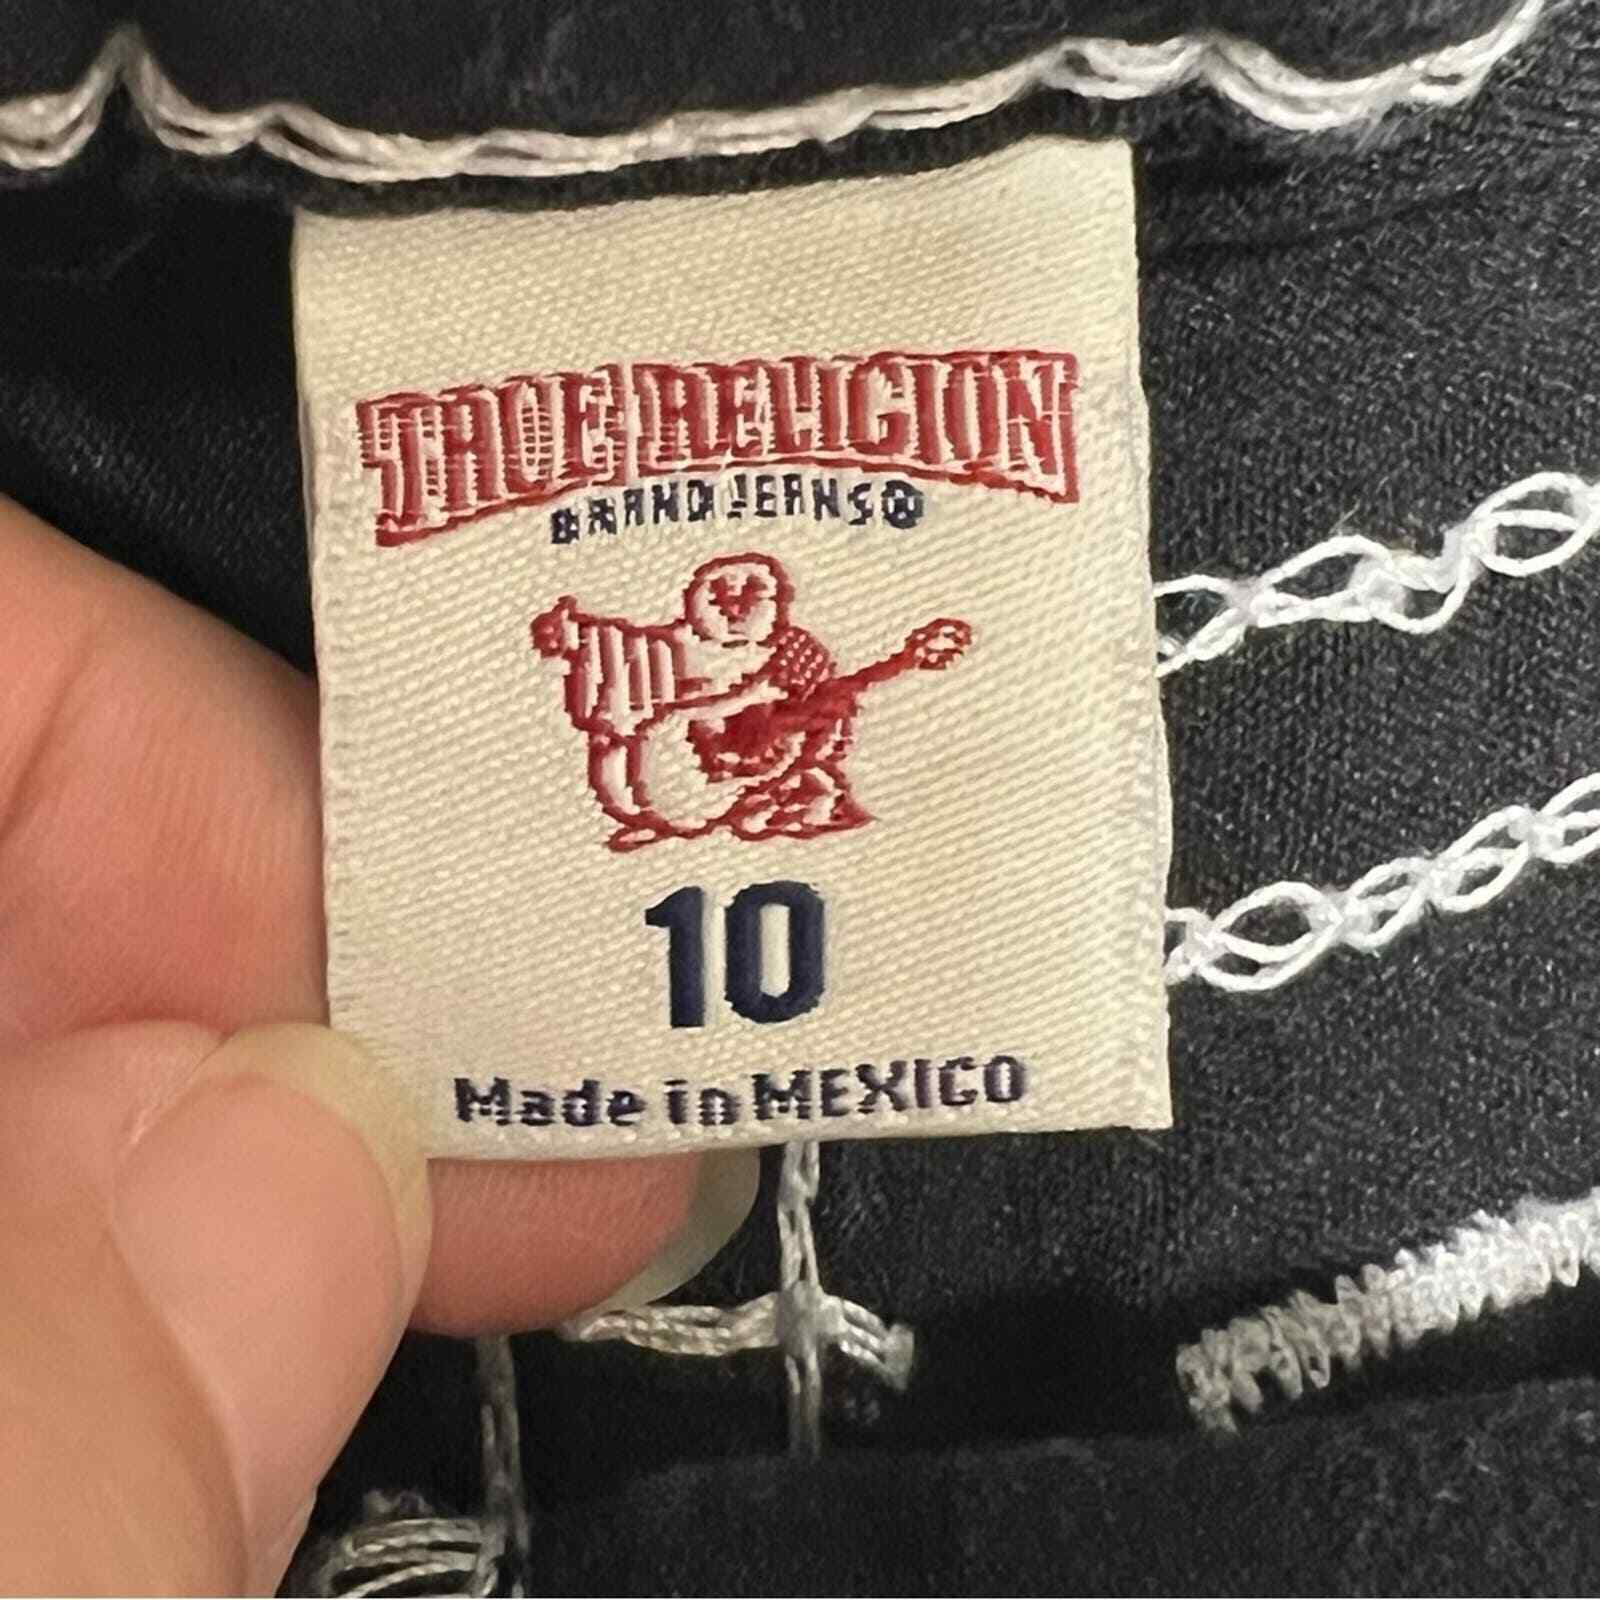 TRUE RELIGION
BRAND JEANS®
10
Made in MEXICO